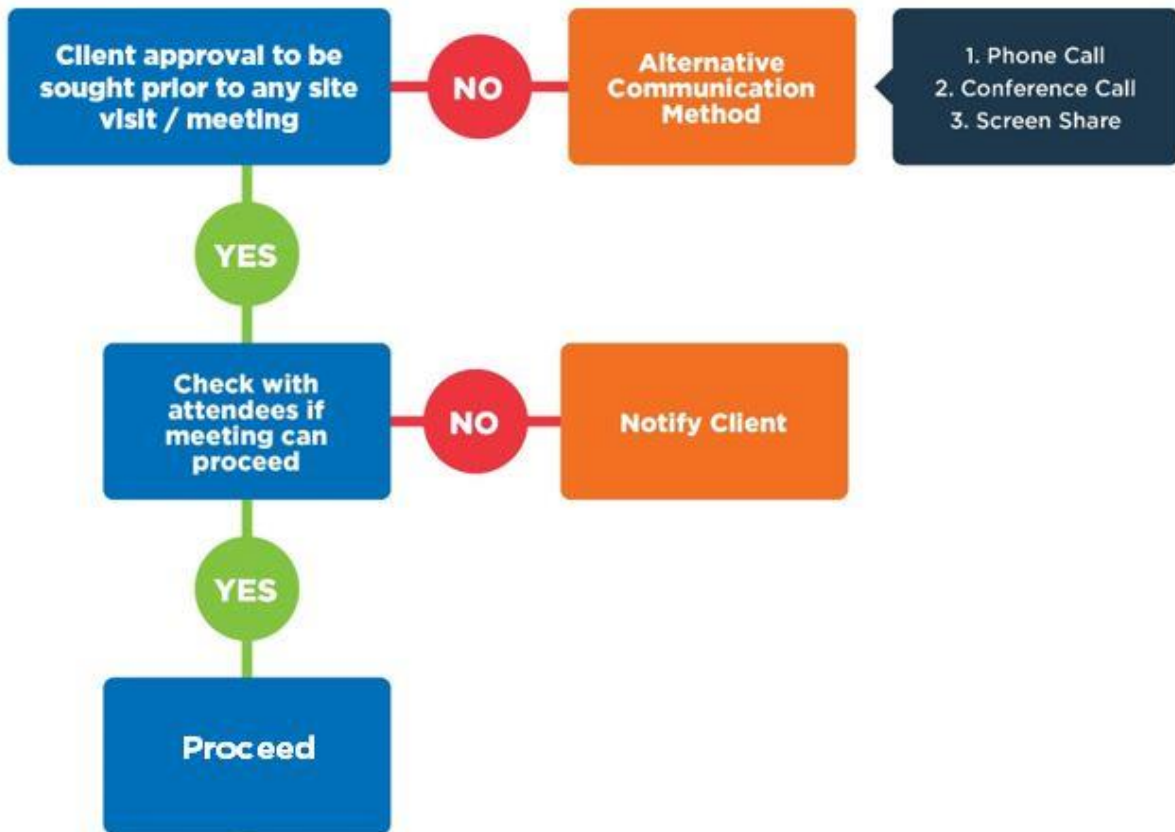 Client approval to be
sought prior to any site
visit / meeting
NO
Alternative
Communication
Method
1. Phone Call
2. Conference Call
3. Screen Share
YES
Check with
attendees if
meeting can
proceed
NO
Notify Client
YES
Proceed